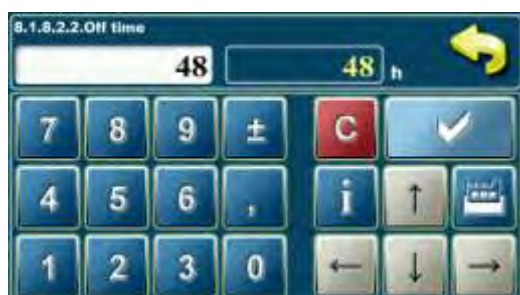 8.1.8.2.2.Off time
48 48 h
7 8 9 ± C
4 5 6 , i ↑
1 2 3 0 ← ↓ →